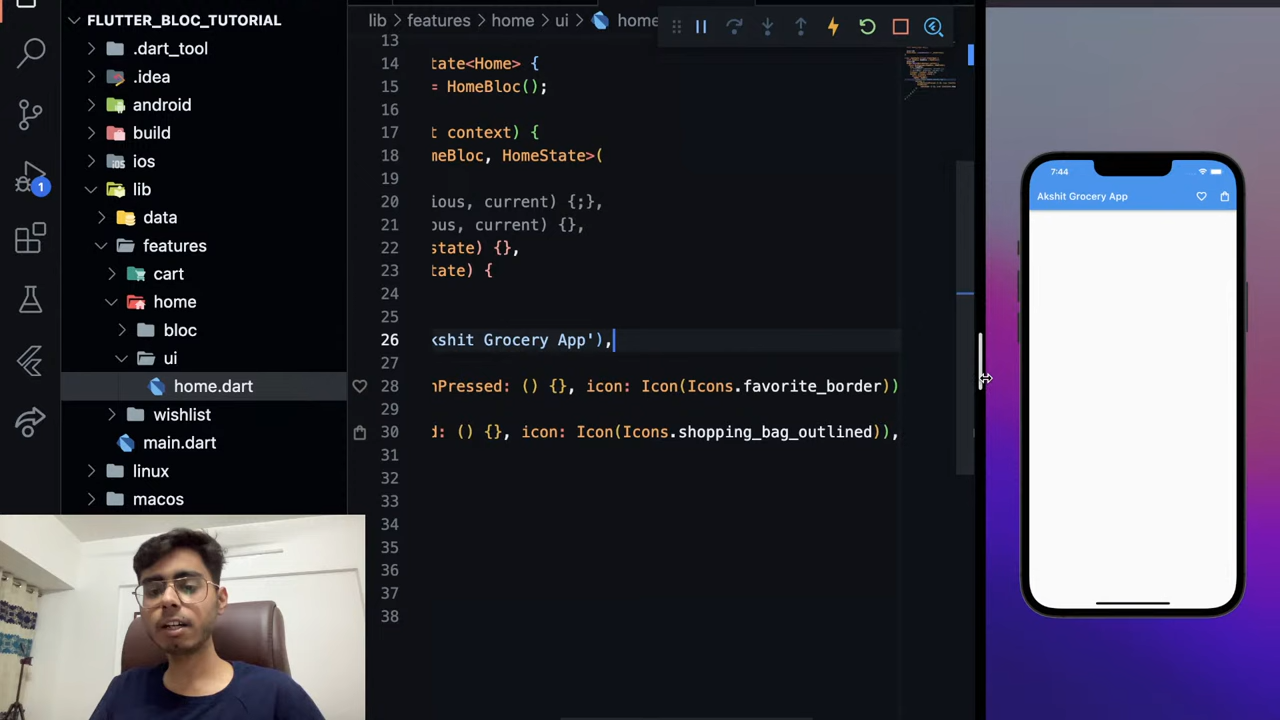 FLUTTER_BLOC_TUTORIAL
.dart_tool
.idea
android
build
ios
1
lib
data
features
cart
home
bloc
ui
home.dart
wishlist
main.dart
linux
macos
lib > features > home > ui > home
13
14 tate<Home> {
15 = HomeBloc();
16
17 t context) {
18 meBloc, HomeState>(
19
20 ious, current) {;},
21 ous, current) {},
22 state) {},
23 tate) {
24
25
26 kshit Grocery App'),
27
28 nPressed: () {}, icon: Icon(Icons.favorite_border))
29
30 d: () {}, icon: Icon(Icons.shopping_bag_outlined)),
31
32
33
34
35
36
37
38
7:44
Akshit Grocery App